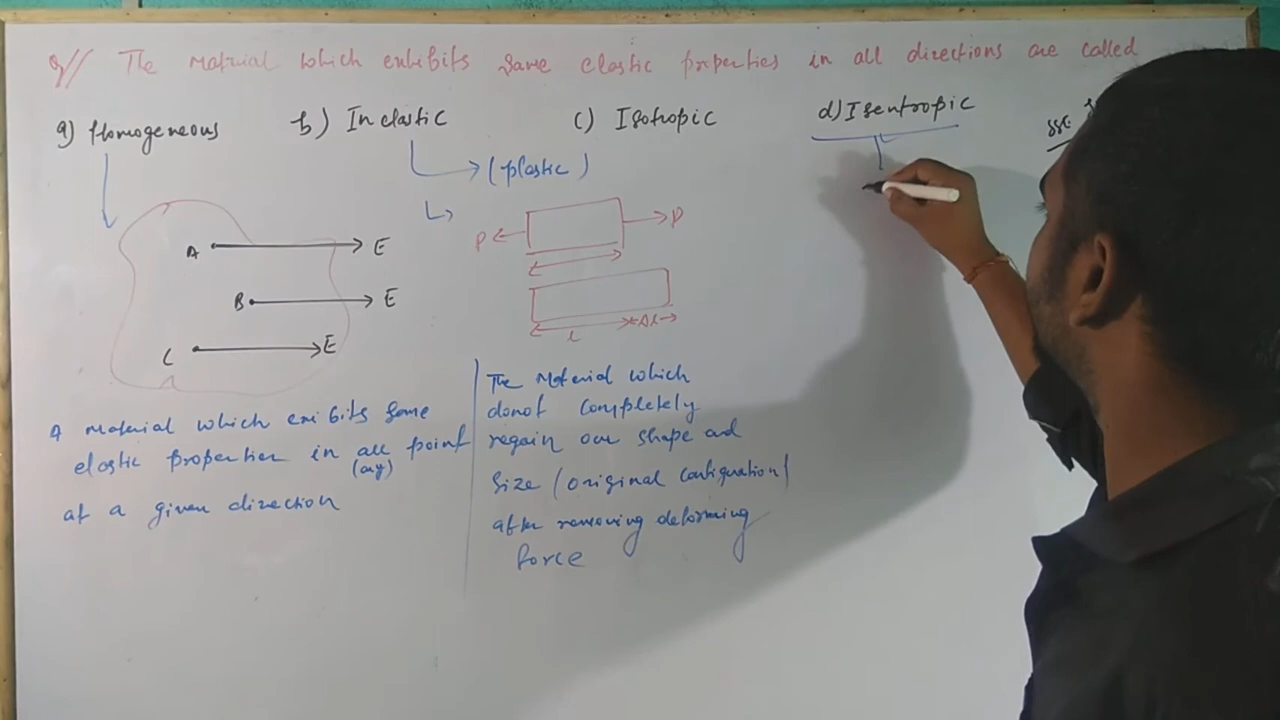 Q// The Material which exhibits same elastic properties in all directions are called
a) Homogeneous b) Inelastic c) Isotropic d) Isentropic
SSC
(plastic)
A E
B E
C E
P P
l Δl
A material which exibits same
elastic properties in all point
(any)
at a given direction
The Material which
donot completely
regain our shape and
Size (original configuration)
after removing deforming
force